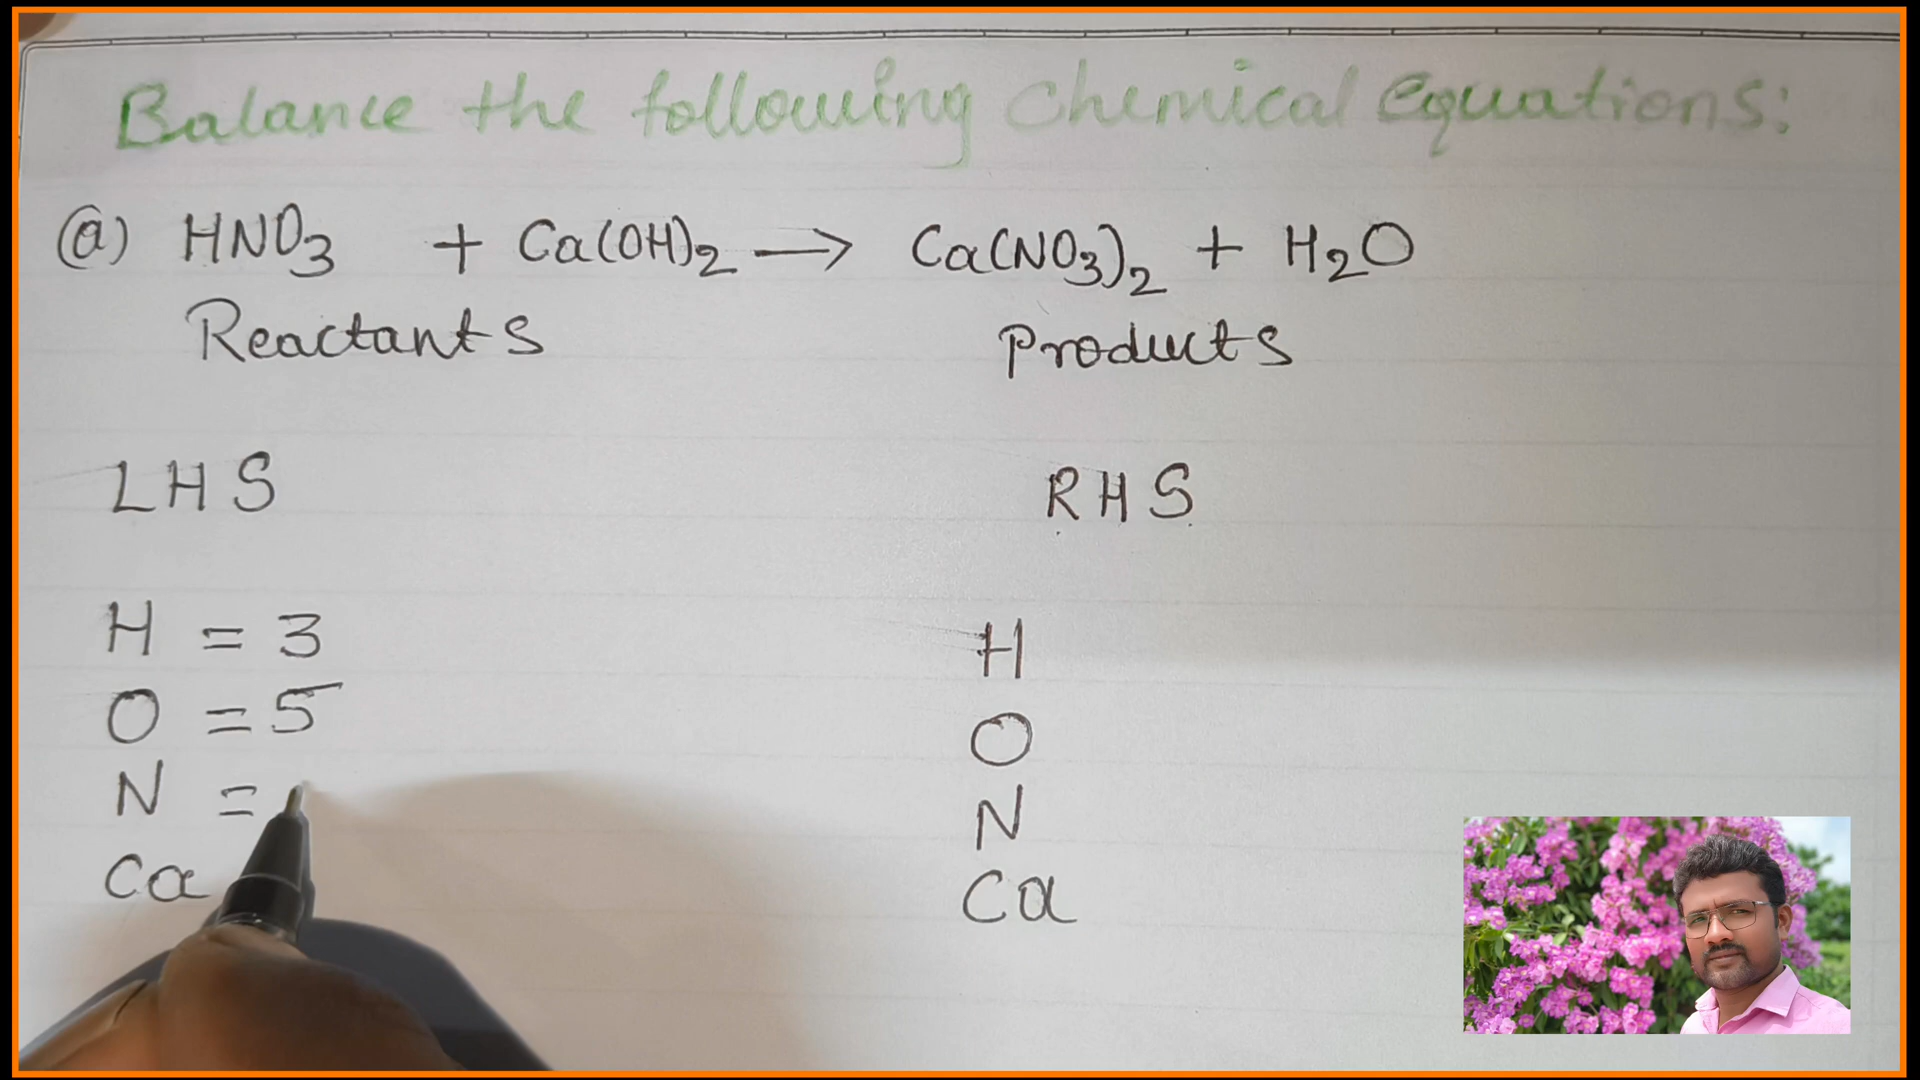 Balance the following chemical equations:
(a) HNO3 + Ca(OH)2 → Ca(NO3)2 + H2O
Reactants Products
LHS RHS
H = 3 H
O = 5 O
N = N
Ca Ca